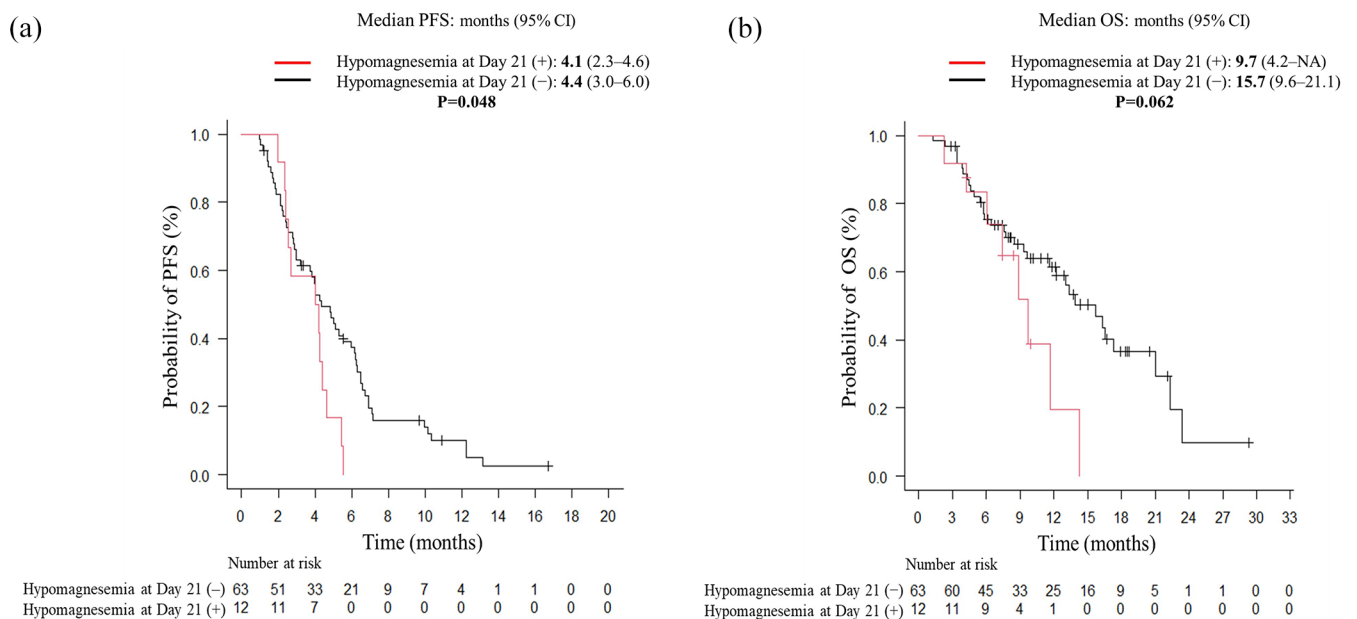 (a)
Median PFS: months (95% CI)
Hypomagnesemia at Day 21 (+): 4.1 (2.3–4.6)
Hypomagnesemia at Day 21 (−): 4.4 (3.0–6.0)
P=0.048
Probability of PFS (%)
1.0
0.8
0.6
0.4
0.2
0.0
0 2 4 6 8 10 12 14 16 18 20
Time (months)
Number at risk
Hypomagnesemia at Day 21 (−) 63 51 33 21 9 7 4 1 1 0 0
Hypomagnesemia at Day 21 (+) 12 11 7 0 0 0 0 0 0 0 0
(b)
Median OS: months (95% CI)
Hypomagnesemia at Day 21 (+): 9.7 (4.2–NA)
Hypomagnesemia at Day 21 (−): 15.7 (9.6–21.1)
P=0.062
Probability of OS (%)
1.0
0.8
0.6
0.4
0.2
0.0
0 3 6 9 12 15 18 21 24 27 30 33
Time (months)
Number at risk
Hypomagnesemia at Day 21 (−) 63 60 45 33 25 16 9 5 1 1 0 0
Hypomagnesemia at Day 21 (+) 12 11 9 4 1 0 0 0 0 0 0 0